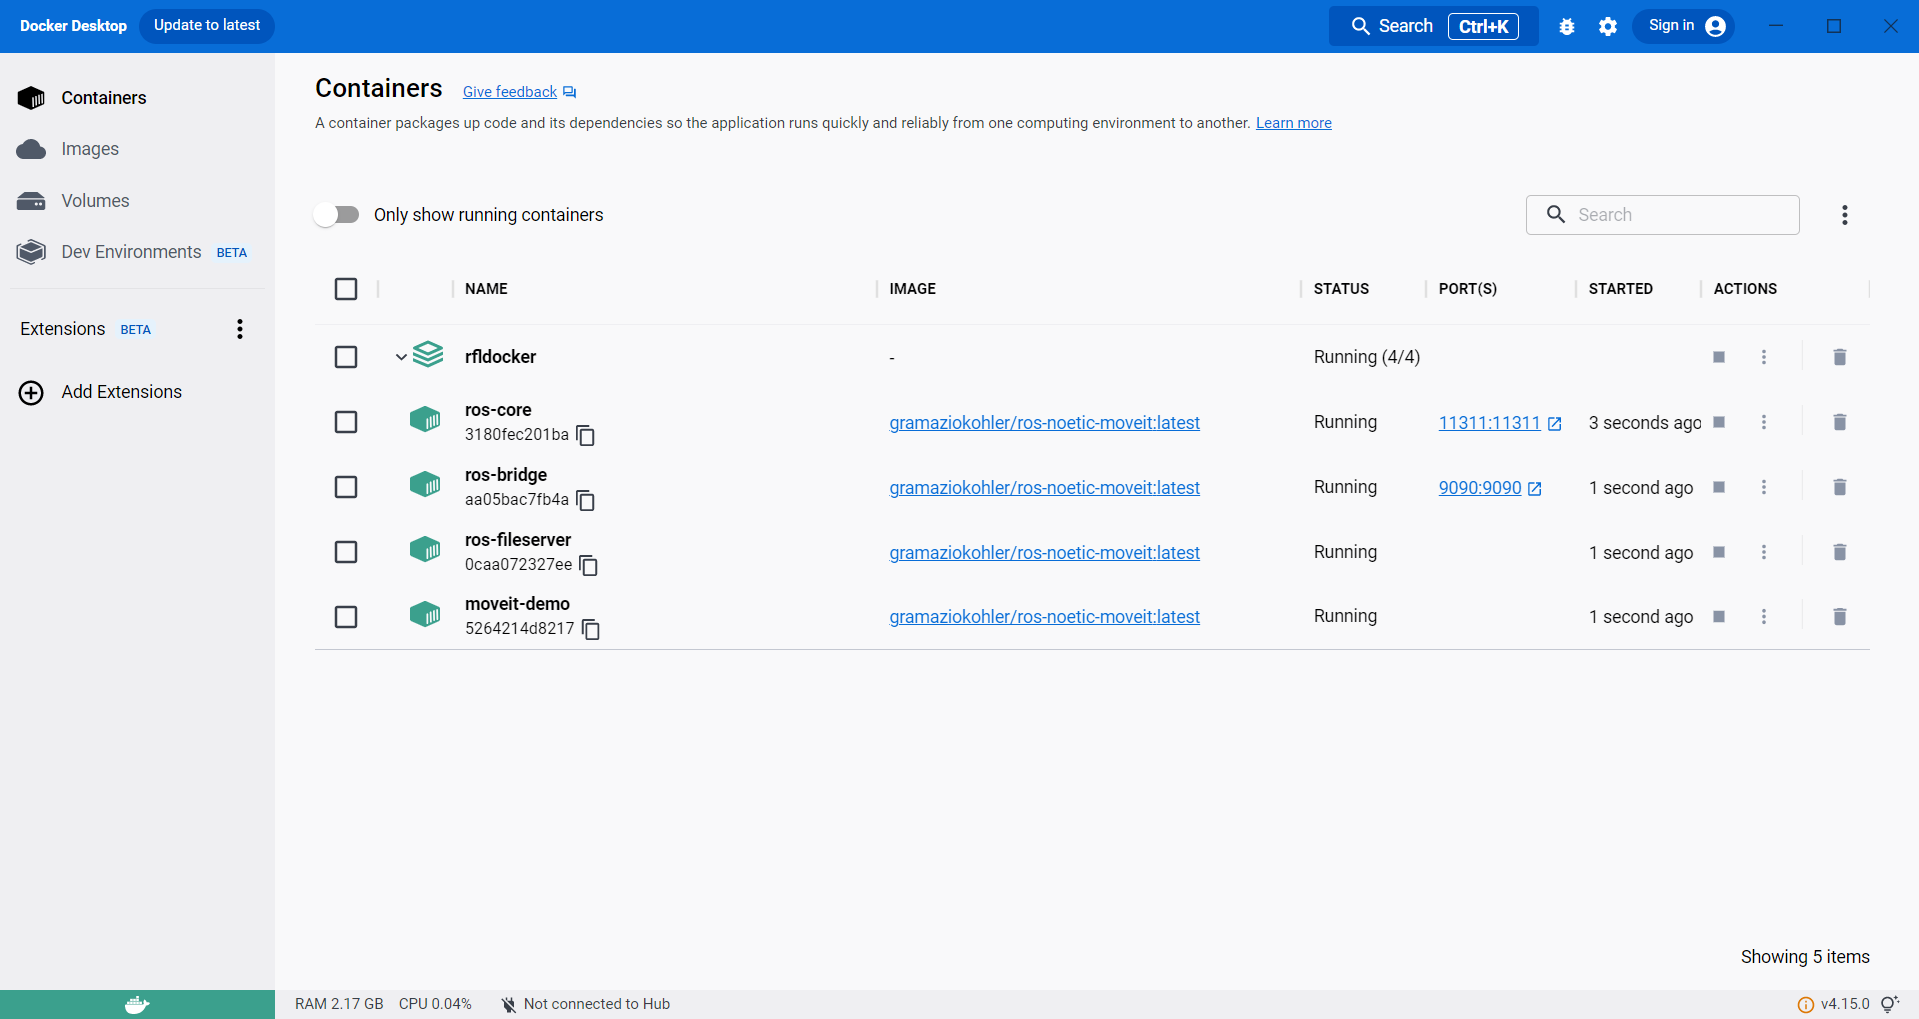 Docker Desktop Update to latest Search Ctrl+K Sign in
Containers
Images
Volumes
Dev Environments BETA
Extensions BETA
Add Extensions
Containers Give feedback
A container packages up code and its dependencies so the application runs quickly and reliably from one computing environment to another. Learn more
Only show running containers Search
NAME IMAGE STATUS PORT(S) STARTED ACTIONS
rfldocker - Running (4/4)
ros-core
3180fec201ba gramaziokohler/ros-noetic-moveit:latest Running 11311:11311 3 seconds ago
ros-bridge
aa05bac7fb4a gramaziokohler/ros-noetic-moveit:latest Running 9090:9090 1 second ago
ros-fileserver
0caa072327ee gramaziokohler/ros-noetic-moveit:latest Running 1 second ago
moveit-demo
5264214d8217 gramaziokohler/ros-noetic-moveit:latest Running 1 second ago
Showing 5 items
RAM 2.17 GB CPU 0.04% Not connected to Hub v4.15.0